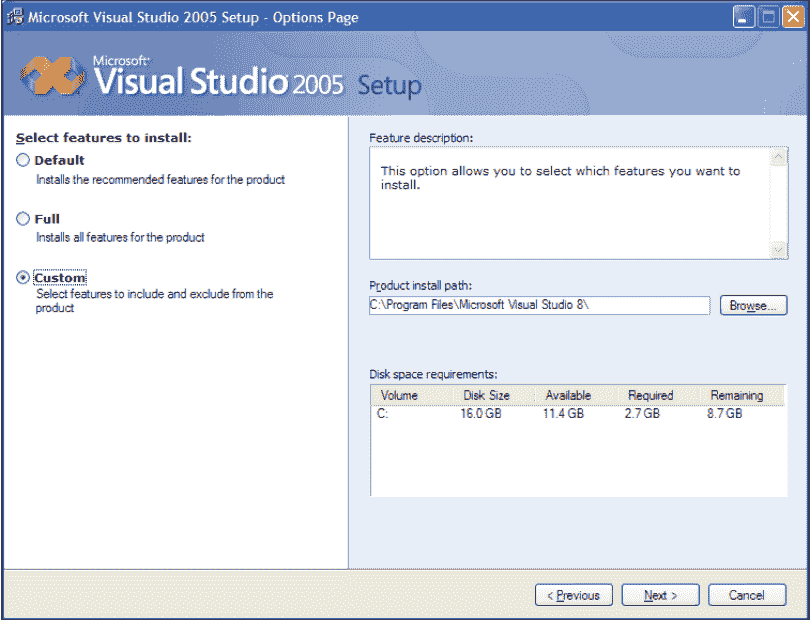 Microsoft Visual Studio 2005 Setup - Options Page
Microsoft®
Visual Studio 2005 Setup
Select features to install:
Default
Installs the recommended features for the product
Full
Installs all features for the product
Custom
Select features to include and exclude from the
product
Feature description:
This option allows you to select which features you want to
install.
Product install path:
C:\Program Files\Microsoft Visual Studio 8\
Browse...
Disk space requirements:
Volume Disk Size Available Required Remaining
C: 16.0 GB 11.4 GB 2.7 GB 8.7 GB
< Previous Next > Cancel